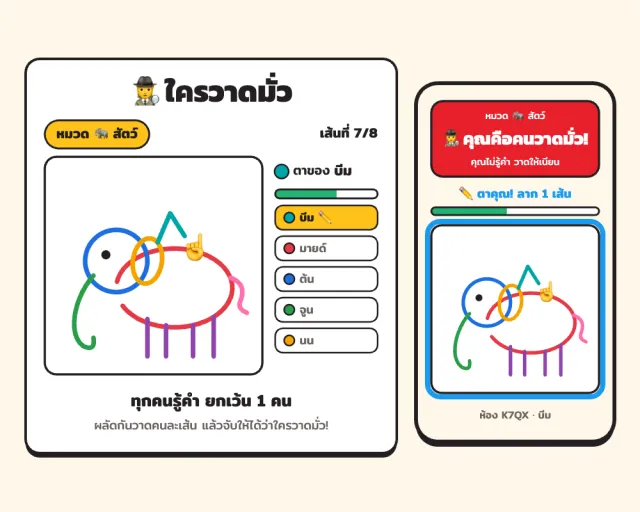 ใครวาดมั่ว
หมวด 🐃 สัตว์
เส้นที่ 7/8
ตาของ บีม
บีม ✏️
มายด์
ต้น
จูน
นน
ทุกคนรู้คำ ยกเว้น 1 คน
ผลัดกันวาดคนละเส้น แล้วจับให้ได้ว่าใครวาดมั่ว!
หมวด 🐃 สัตว์
คุณคือคนวาดมั่ว!
คุณไม่รู้คำ วาดให้เนียน
✏️ ตาคุณ! ลาก 1 เส้น
ห้อง K7QX · บีม